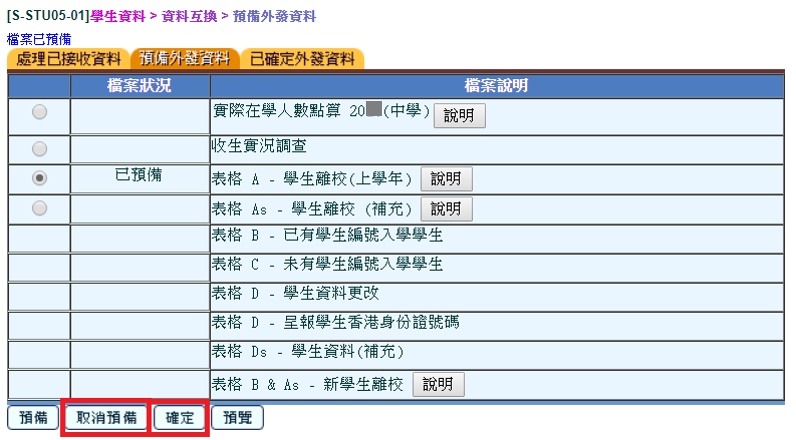 [S-STU05-01]學生資料 > 資料互換 > 預備外發資料
檔案已預備
處理已接收資料 預備外發資料 已確定外發資料
檔案狀況 檔案說明
實際在學人數點算 20 (中學) 說明
收生實況調查
已預備 表格 A - 學生離校(上學年) 說明
表格 As - 學生離校 (補充) 說明
表格 B - 已有學生編號入學學生
表格 C - 未有學生編號入學學生
表格 D - 學生資料更改
表格 D - 呈報學生香港身份證號碼
表格 Ds - 學生資料(補充)
表格 B & As - 新學生離校 說明
預備 取消預備 確定 預覽